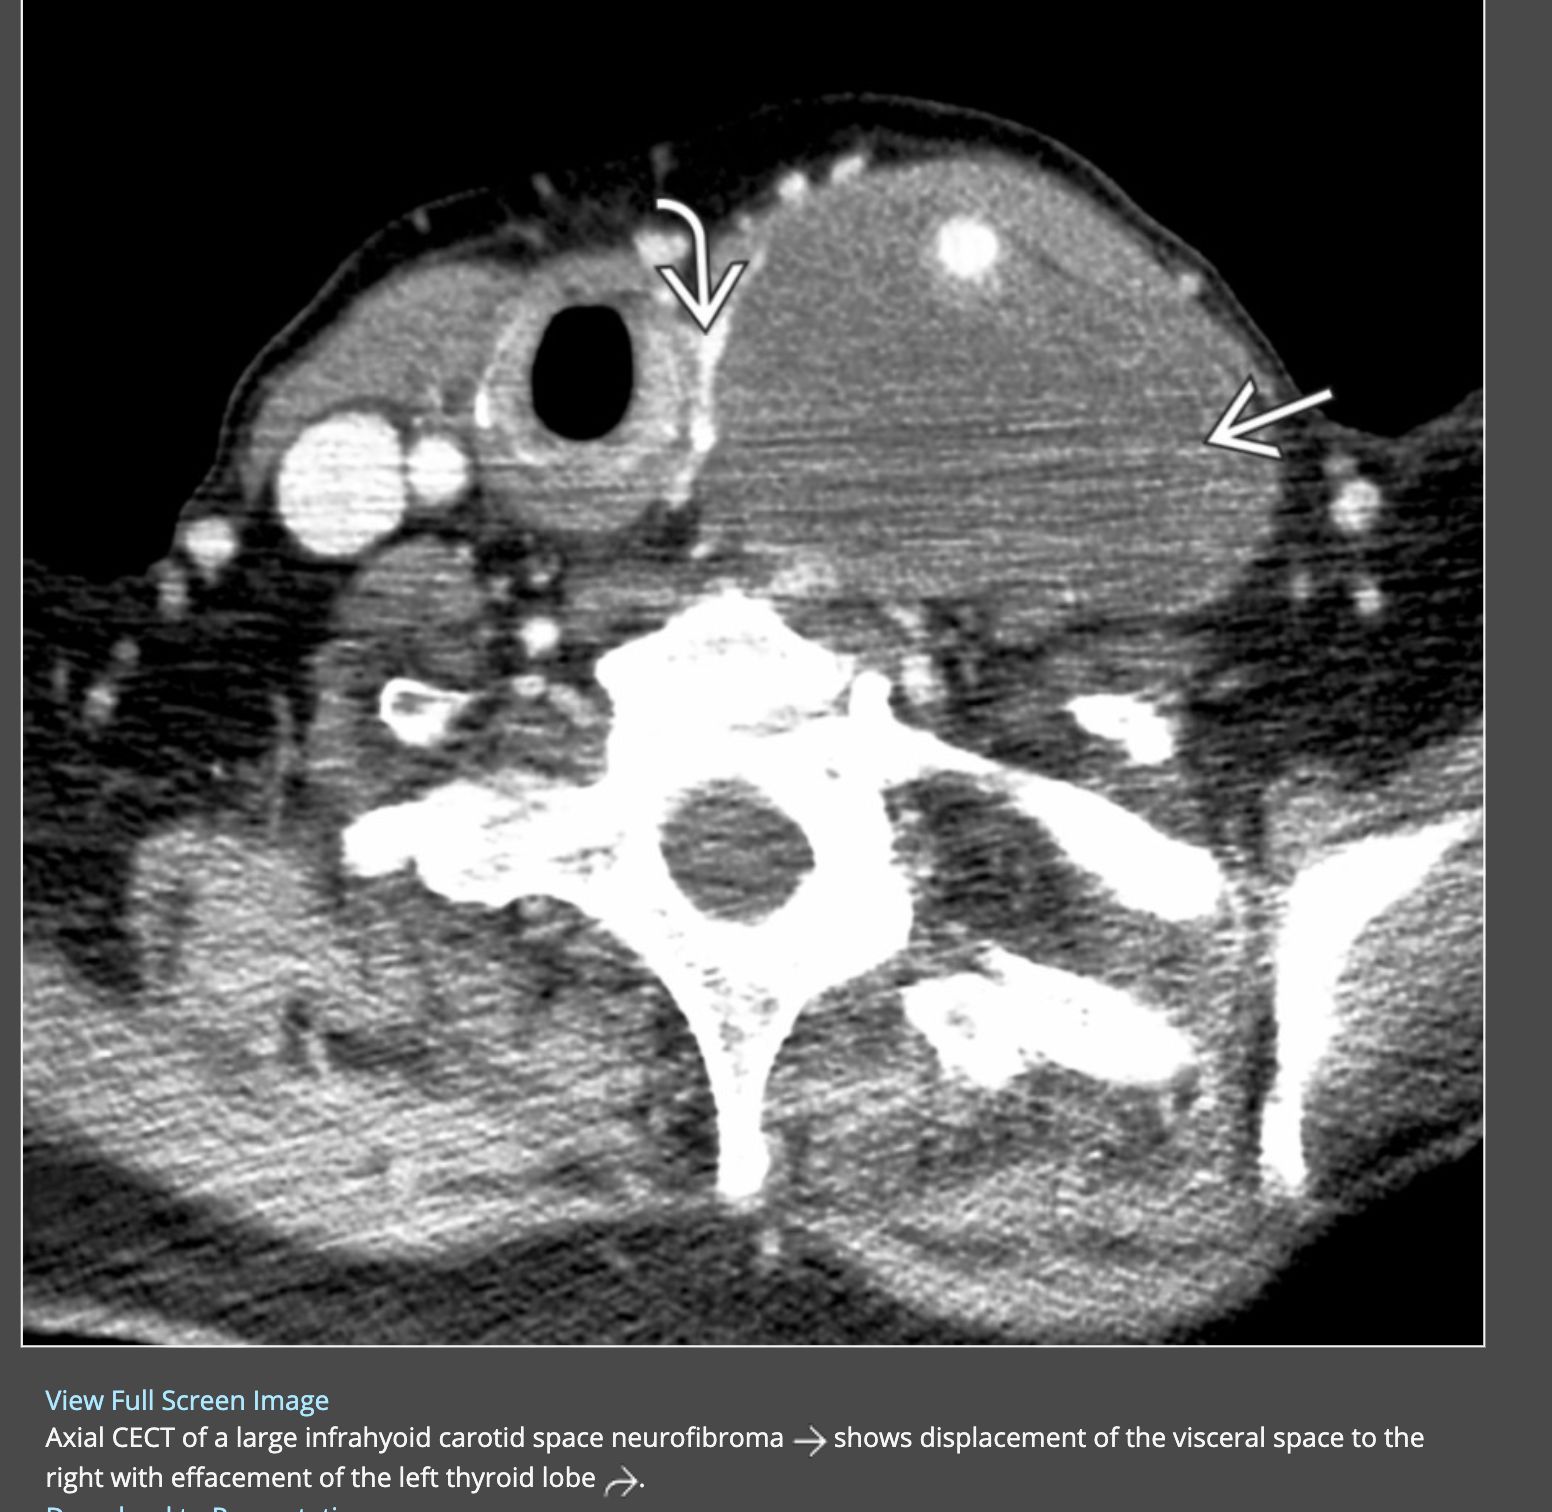 View Full Screen Image
Axial CECT of a large infrahyoid carotid space neurofibroma → shows displacement of the visceral space to the
right with effacement of the left thyroid lobe ↷.